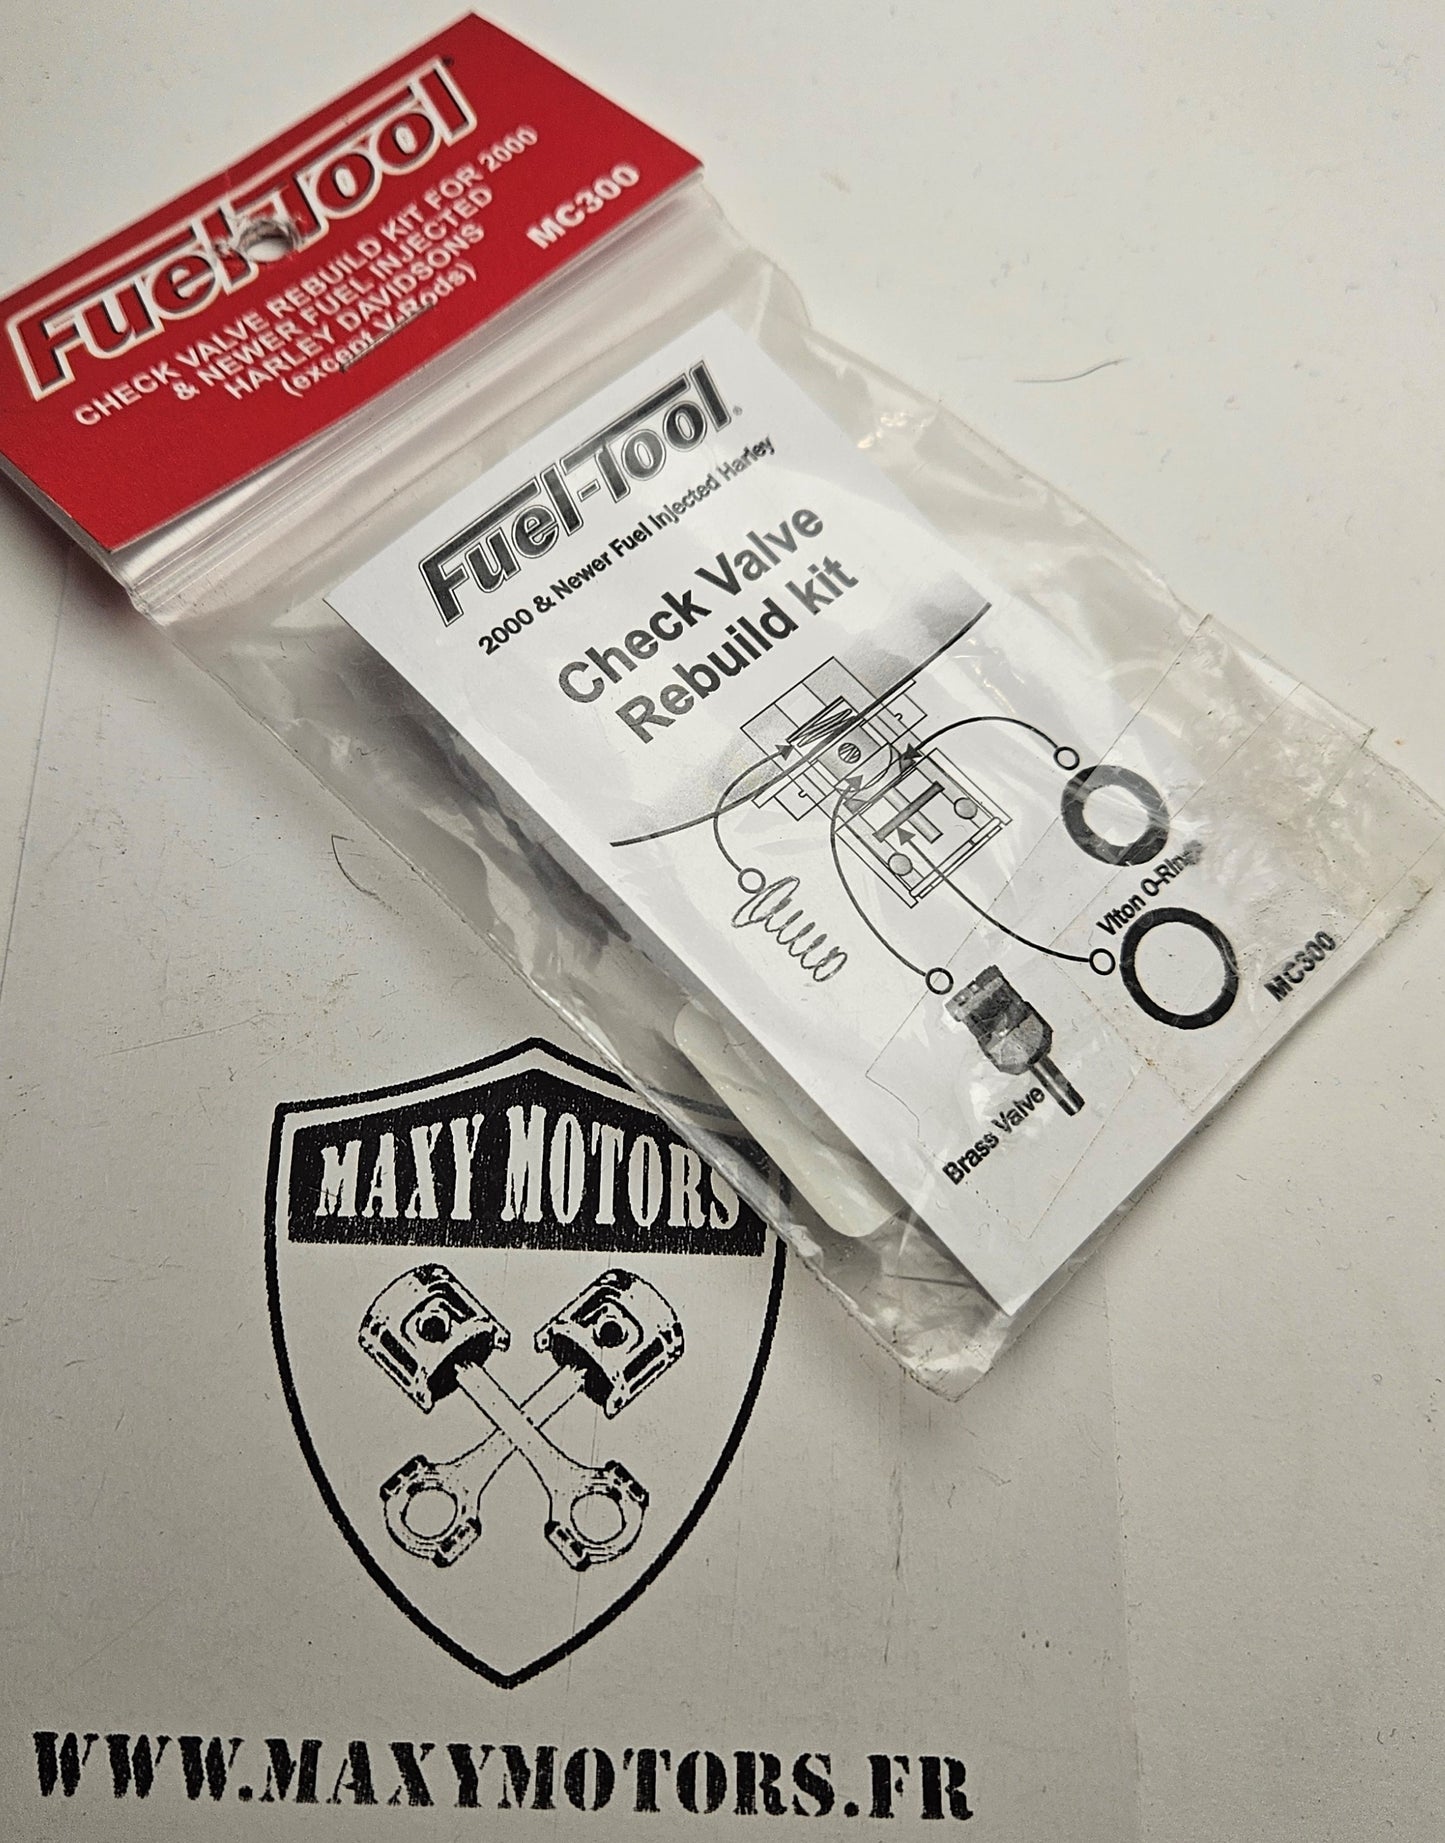 Fuel-Tool
CHECK VALVE REBUILD KIT FOR 2000
& NEWER FUEL INJECTED
HARLEY DAVIDSONS
(except V-Rods)
MC300
Fuel-Tool®
2000 & Newer Fuel Injected Harley
Check Valve
Rebuild kit
Viton O-Rings
Brass Valve
MC300
MAXY MOTORS
WWW.MAXYMOTORS.FR